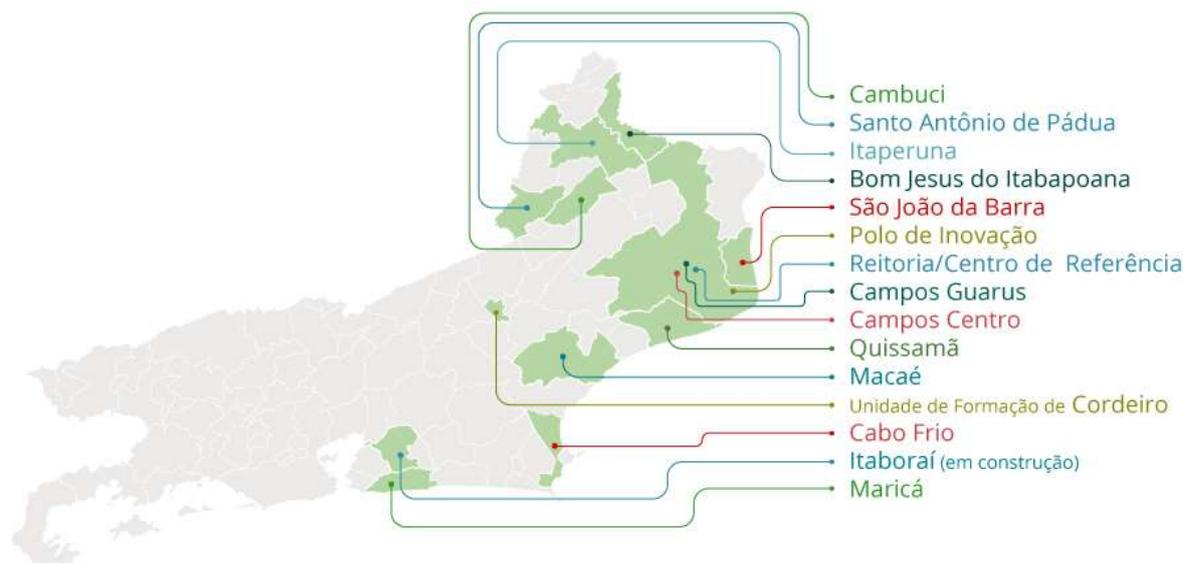 Cambuci
Santo Antônio de Pádua
Itaperuna
Bom Jesus do Itabapoana
São João da Barra
Polo de Inovação
Reitoria/Centro de Referência
Campos Guarus
Campos Centro
Quissamã
Macaé
Unidade de Formação de Cordeiro
Cabo Frio
Itaboraí (em construção)
Maricá